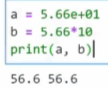 a = 5.66e+01
b = 5.66*10
print(a, b)
56.6 56.6